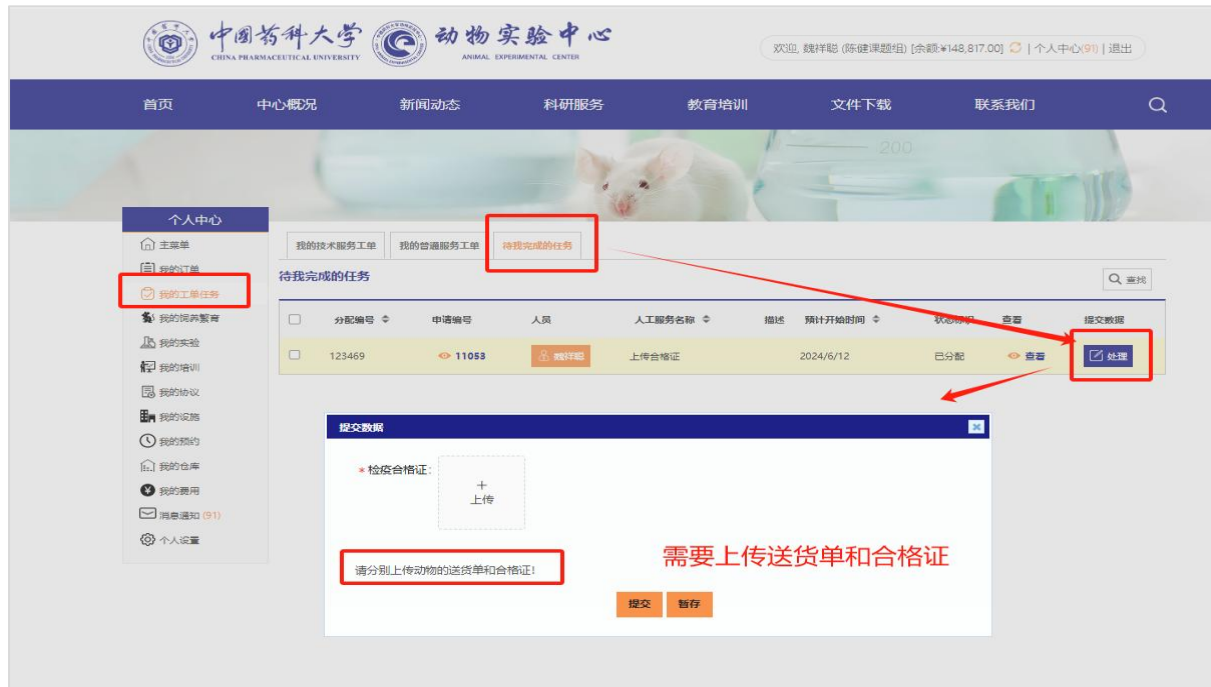 中国药科大学 动物实验中心
CHINA PHARMACEUTICAL UNIVERSITY ANIMAL EXPERIMENTAL CENTER
欢迎, 魏祥聪 (陈健课题组) [余额:¥148,817.00] | 个人中心(91) | 退出
首页 中心概况 新闻动态 科研服务 教育培训 文件下载 联系我们
200
个人中心
主菜单
我的订单
我的工单任务
我的饲养繁育
我的实验
我的培训
我的协议
我的设施
我的预约
我的仓库
我的费用
消息通知 (91)
个人设置
我的技术服务工单 我的普通服务工单 待我完成的任务
待我完成的任务 查找
分配编号 申请编号 人员 人工服务名称 描述 预计开始时间 状态标识 查看 提交数据
123469 11053 魏祥聪 上传合格证 2024/6/12 已分配 查看 处理
提交数据
* 检疫合格证:
+
上传
请分别上传动物的送货单和合格证!
需要上传送货单和合格证
提交 暂存